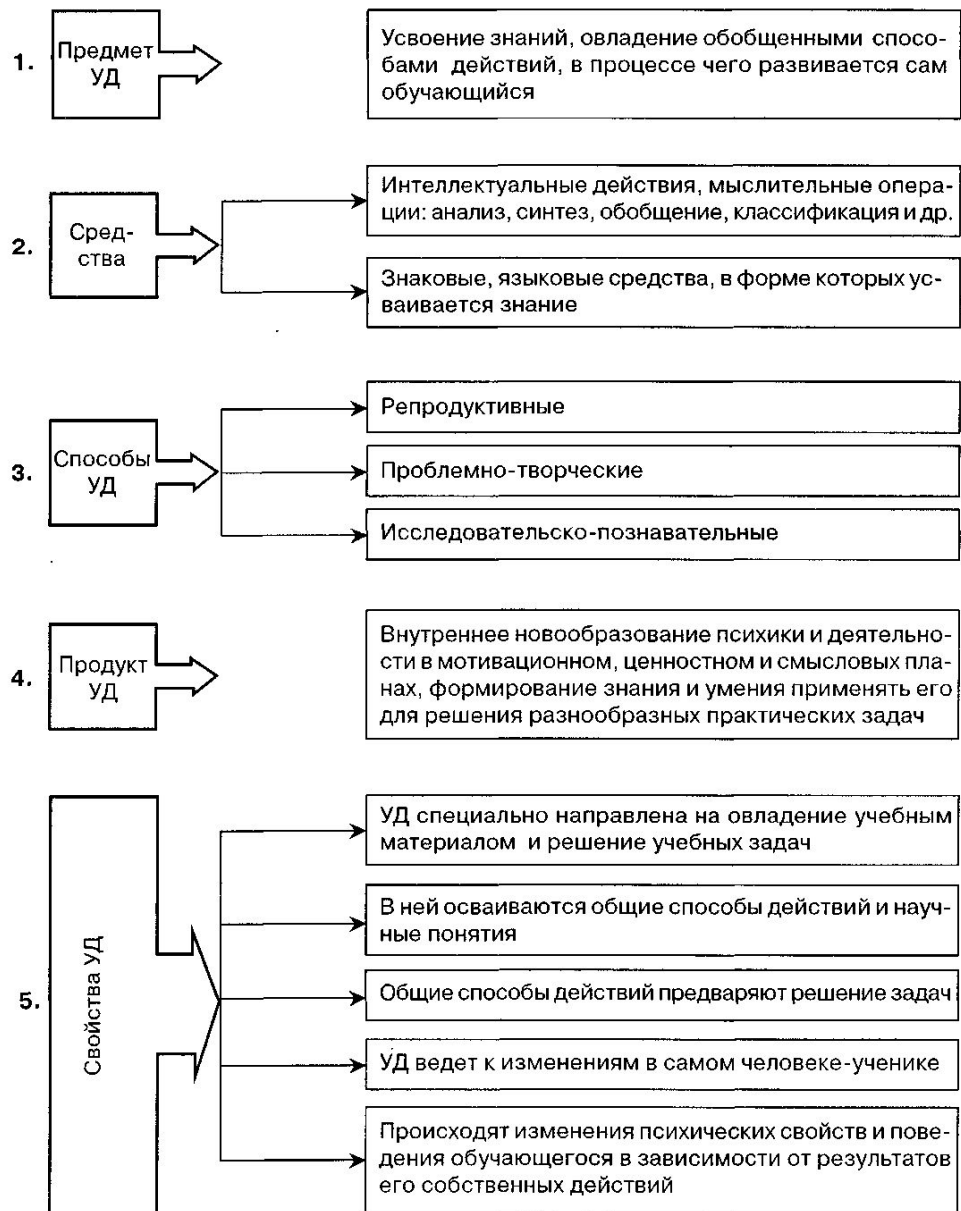 1.
Предмет
УД
Усвоение знаний, овладение обобщенными спосо-
бами действий, в процессе чего развивается сам
обучающийся
2.
Сред-
ства
Интеллектуальные действия, мыслительные опера-
ции: анализ, синтез, обобщение, классификация и др.
Знаковые, языковые средства, в форме которых ус-
ваивается знание
3.
Способы
УД
Репродуктивные
Проблемно-творческие
Исследовательско-познавательные
4.
Продукт
УД
Внутреннее новообразование психики и деятельно-
сти в мотивационном, ценностном и смысловых пла-
нах, формирование знания и умения применять его
для решения разнообразных практических задач
5.
Свойства УД
УД специально направлена на овладение учебным
материалом и решение учебных задач
В ней осваиваются общие способы действий и науч-
ные понятия
Общие способы действий предваряют решение задач
УД ведет к изменениям в самом человеке-ученике
Происходят изменения психических свойств и пове-
дения обучающегося в зависимости от результатов
его собственных действий